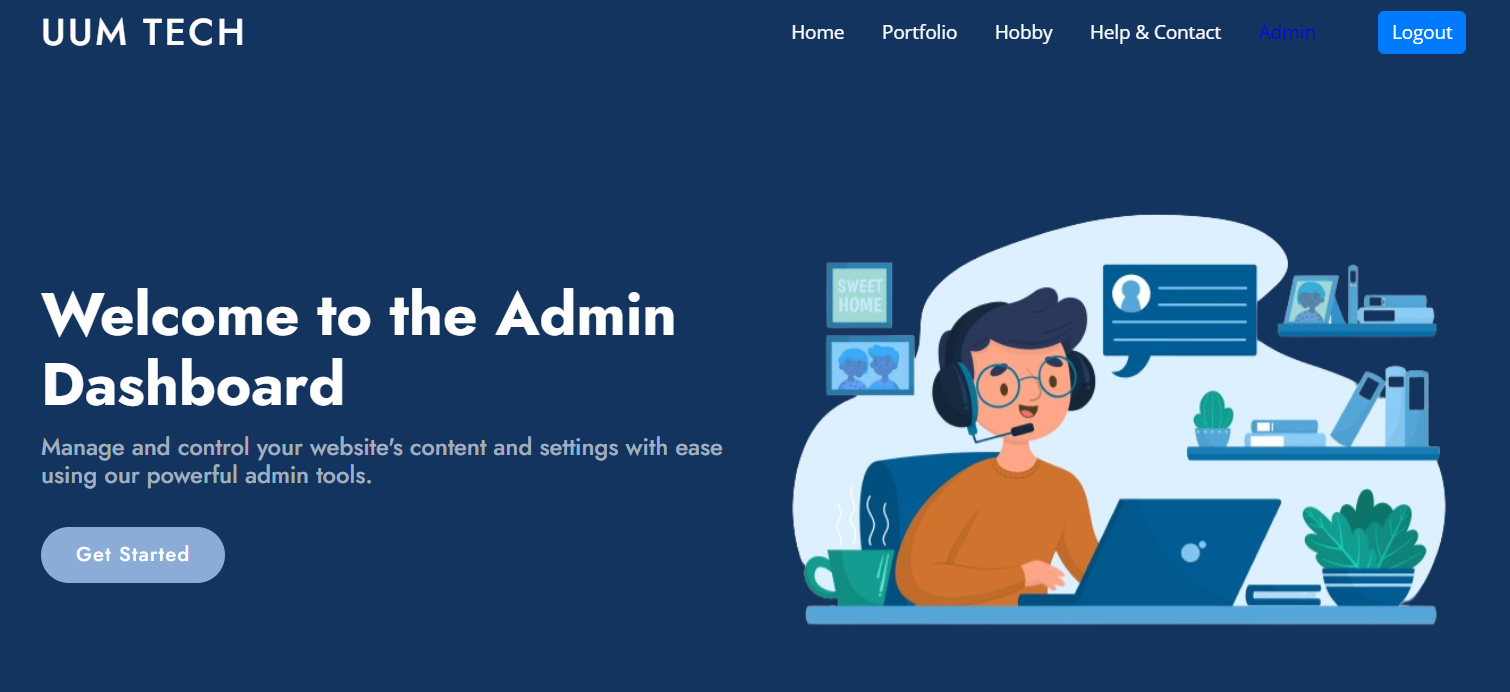 UUM TECH
Home Portfolio Hobby Help & Contact Admin Logout
SWEET
HOME
Welcome to the Admin
Dashboard
Manage and control your website's content and settings with ease
using our powerful admin tools.
Get Started